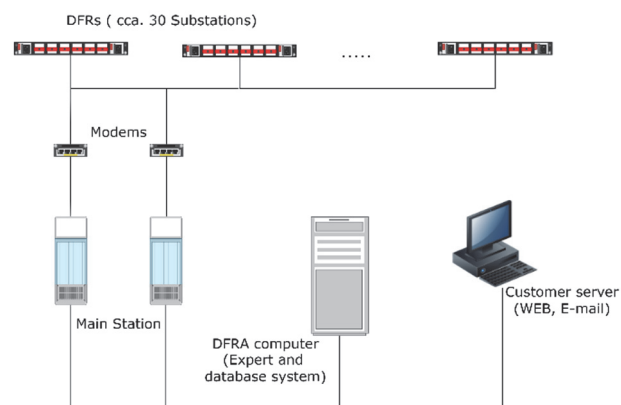 DFRs ( cca. 30 Substations)
.....
Modems
Main Station
DFRA computer
(Expert and
database system)
Customer server
(WEB, E-mail)